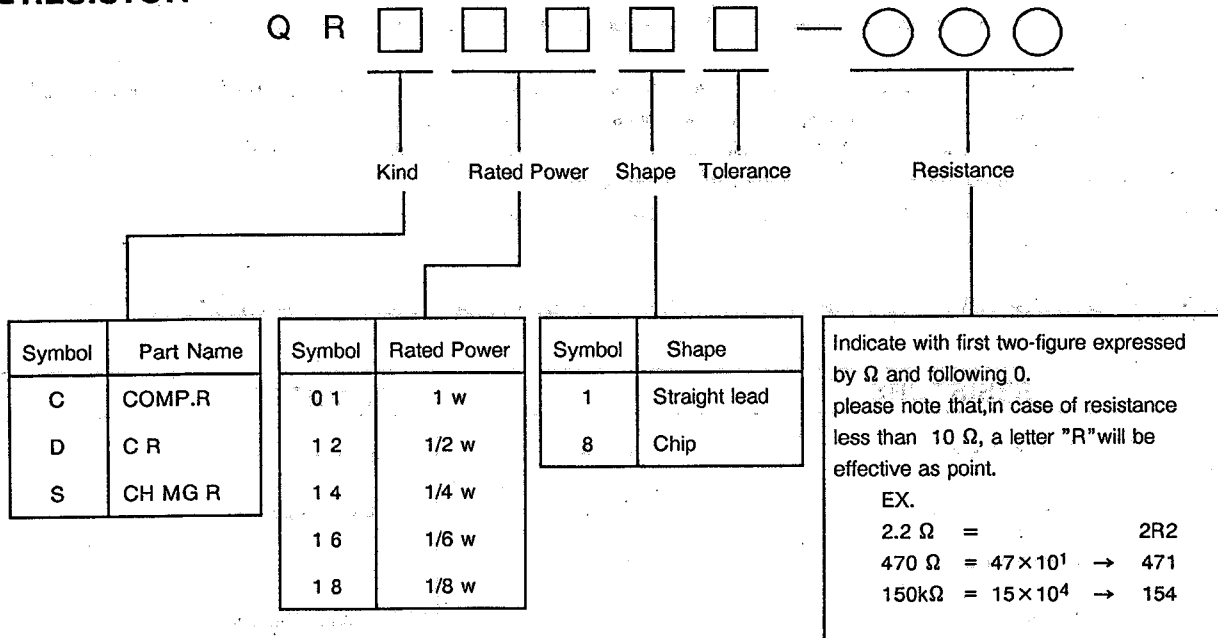 Q R —
Kind Rated Power Shape Tolerance Resistance
Symbol Part Name
C COMP.R
D C R
S CH MG R
Symbol Rated Power
0 1 1 w
1 2 1/2 w
1 4 1/4 w
1 6 1/6 w
1 8 1/8 w
Symbol Shape
1 Straight lead
8 Chip
Indicate with first two-figure expressed
by Ω and following 0.
please note that,in case of resistance
less than 10 Ω, a letter "R"will be
effective as point.
EX.
2.2 Ω = 2R2
470 Ω = 47×10¹ → 471
150kΩ = 15×10⁴ → 154